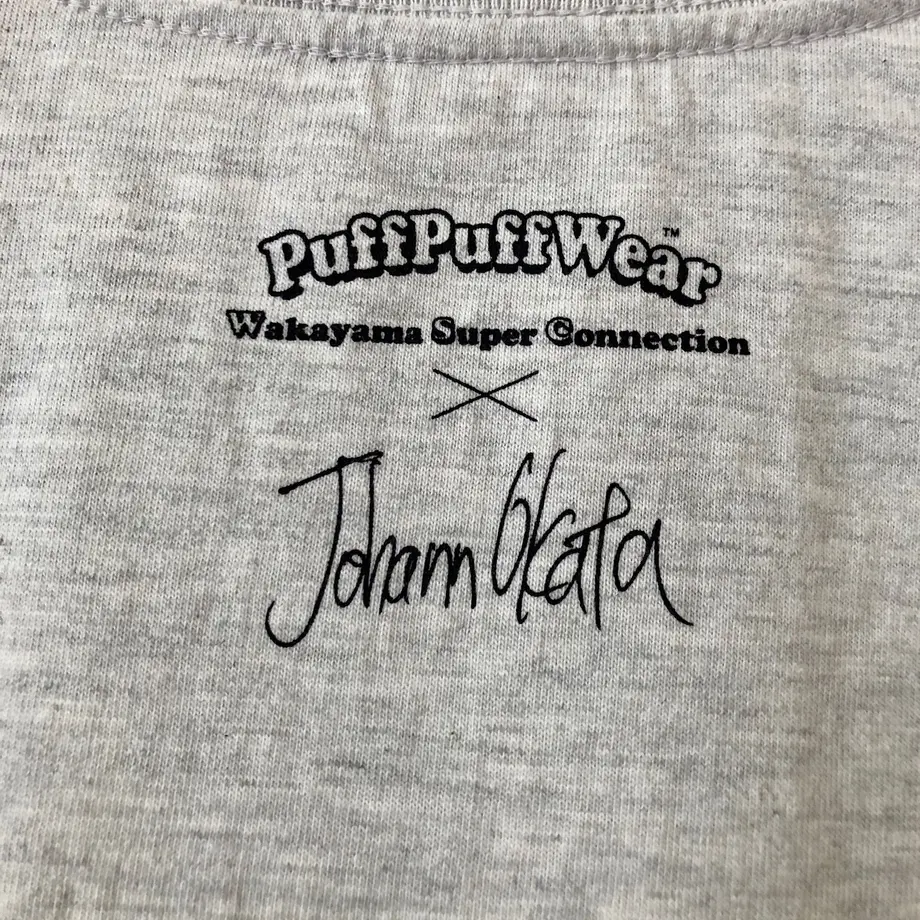 PuffPuffWear™
Wakayama Super Connection
×
Johann Okata